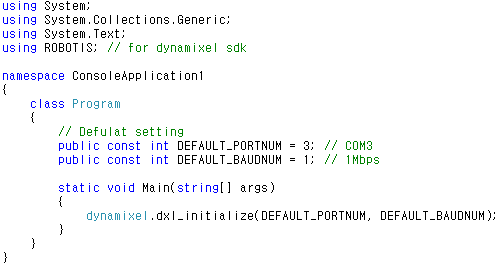 using System;
using System.Collections.Generic;
using System.Text;
using ROBOTIS; // for dynamixel sdk

namespace ConsoleApplication1
{
    class Program
    {
        // Defulat setting
        public const int DEFAULT_PORTNUM = 3; // COM3
        public const int DEFAULT_BAUDNUM = 1; // 1Mbps

        static void Main(string[] args)
        {
            dynamixel.dxl_initialize(DEFAULT_PORTNUM, DEFAULT_BAUDNUM);
        }
    }
}